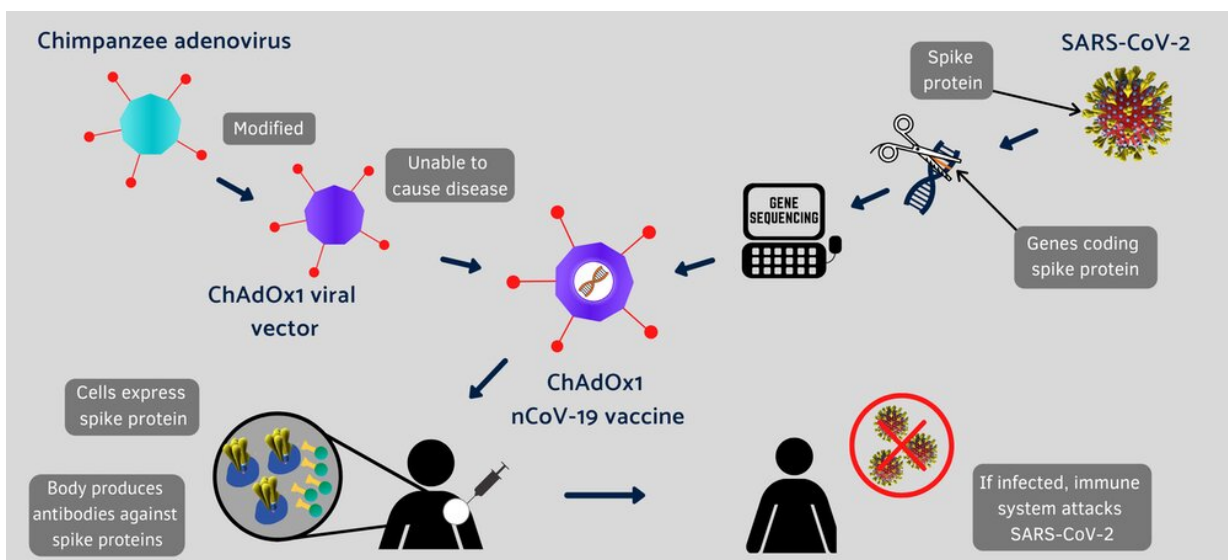 Chimpanzee adenovirus
SARS-CoV-2
Spike
protein
Modified
Unable to
cause disease
GENE
SEQUENCING
Genes coding
spike protein
ChAdOx1 viral
vector
ChAdOx1
nCoV-19 vaccine
Cells express
spike protein
Body produces
antibodies against
spike proteins
If infected, immune
system attacks
SARS-CoV-2